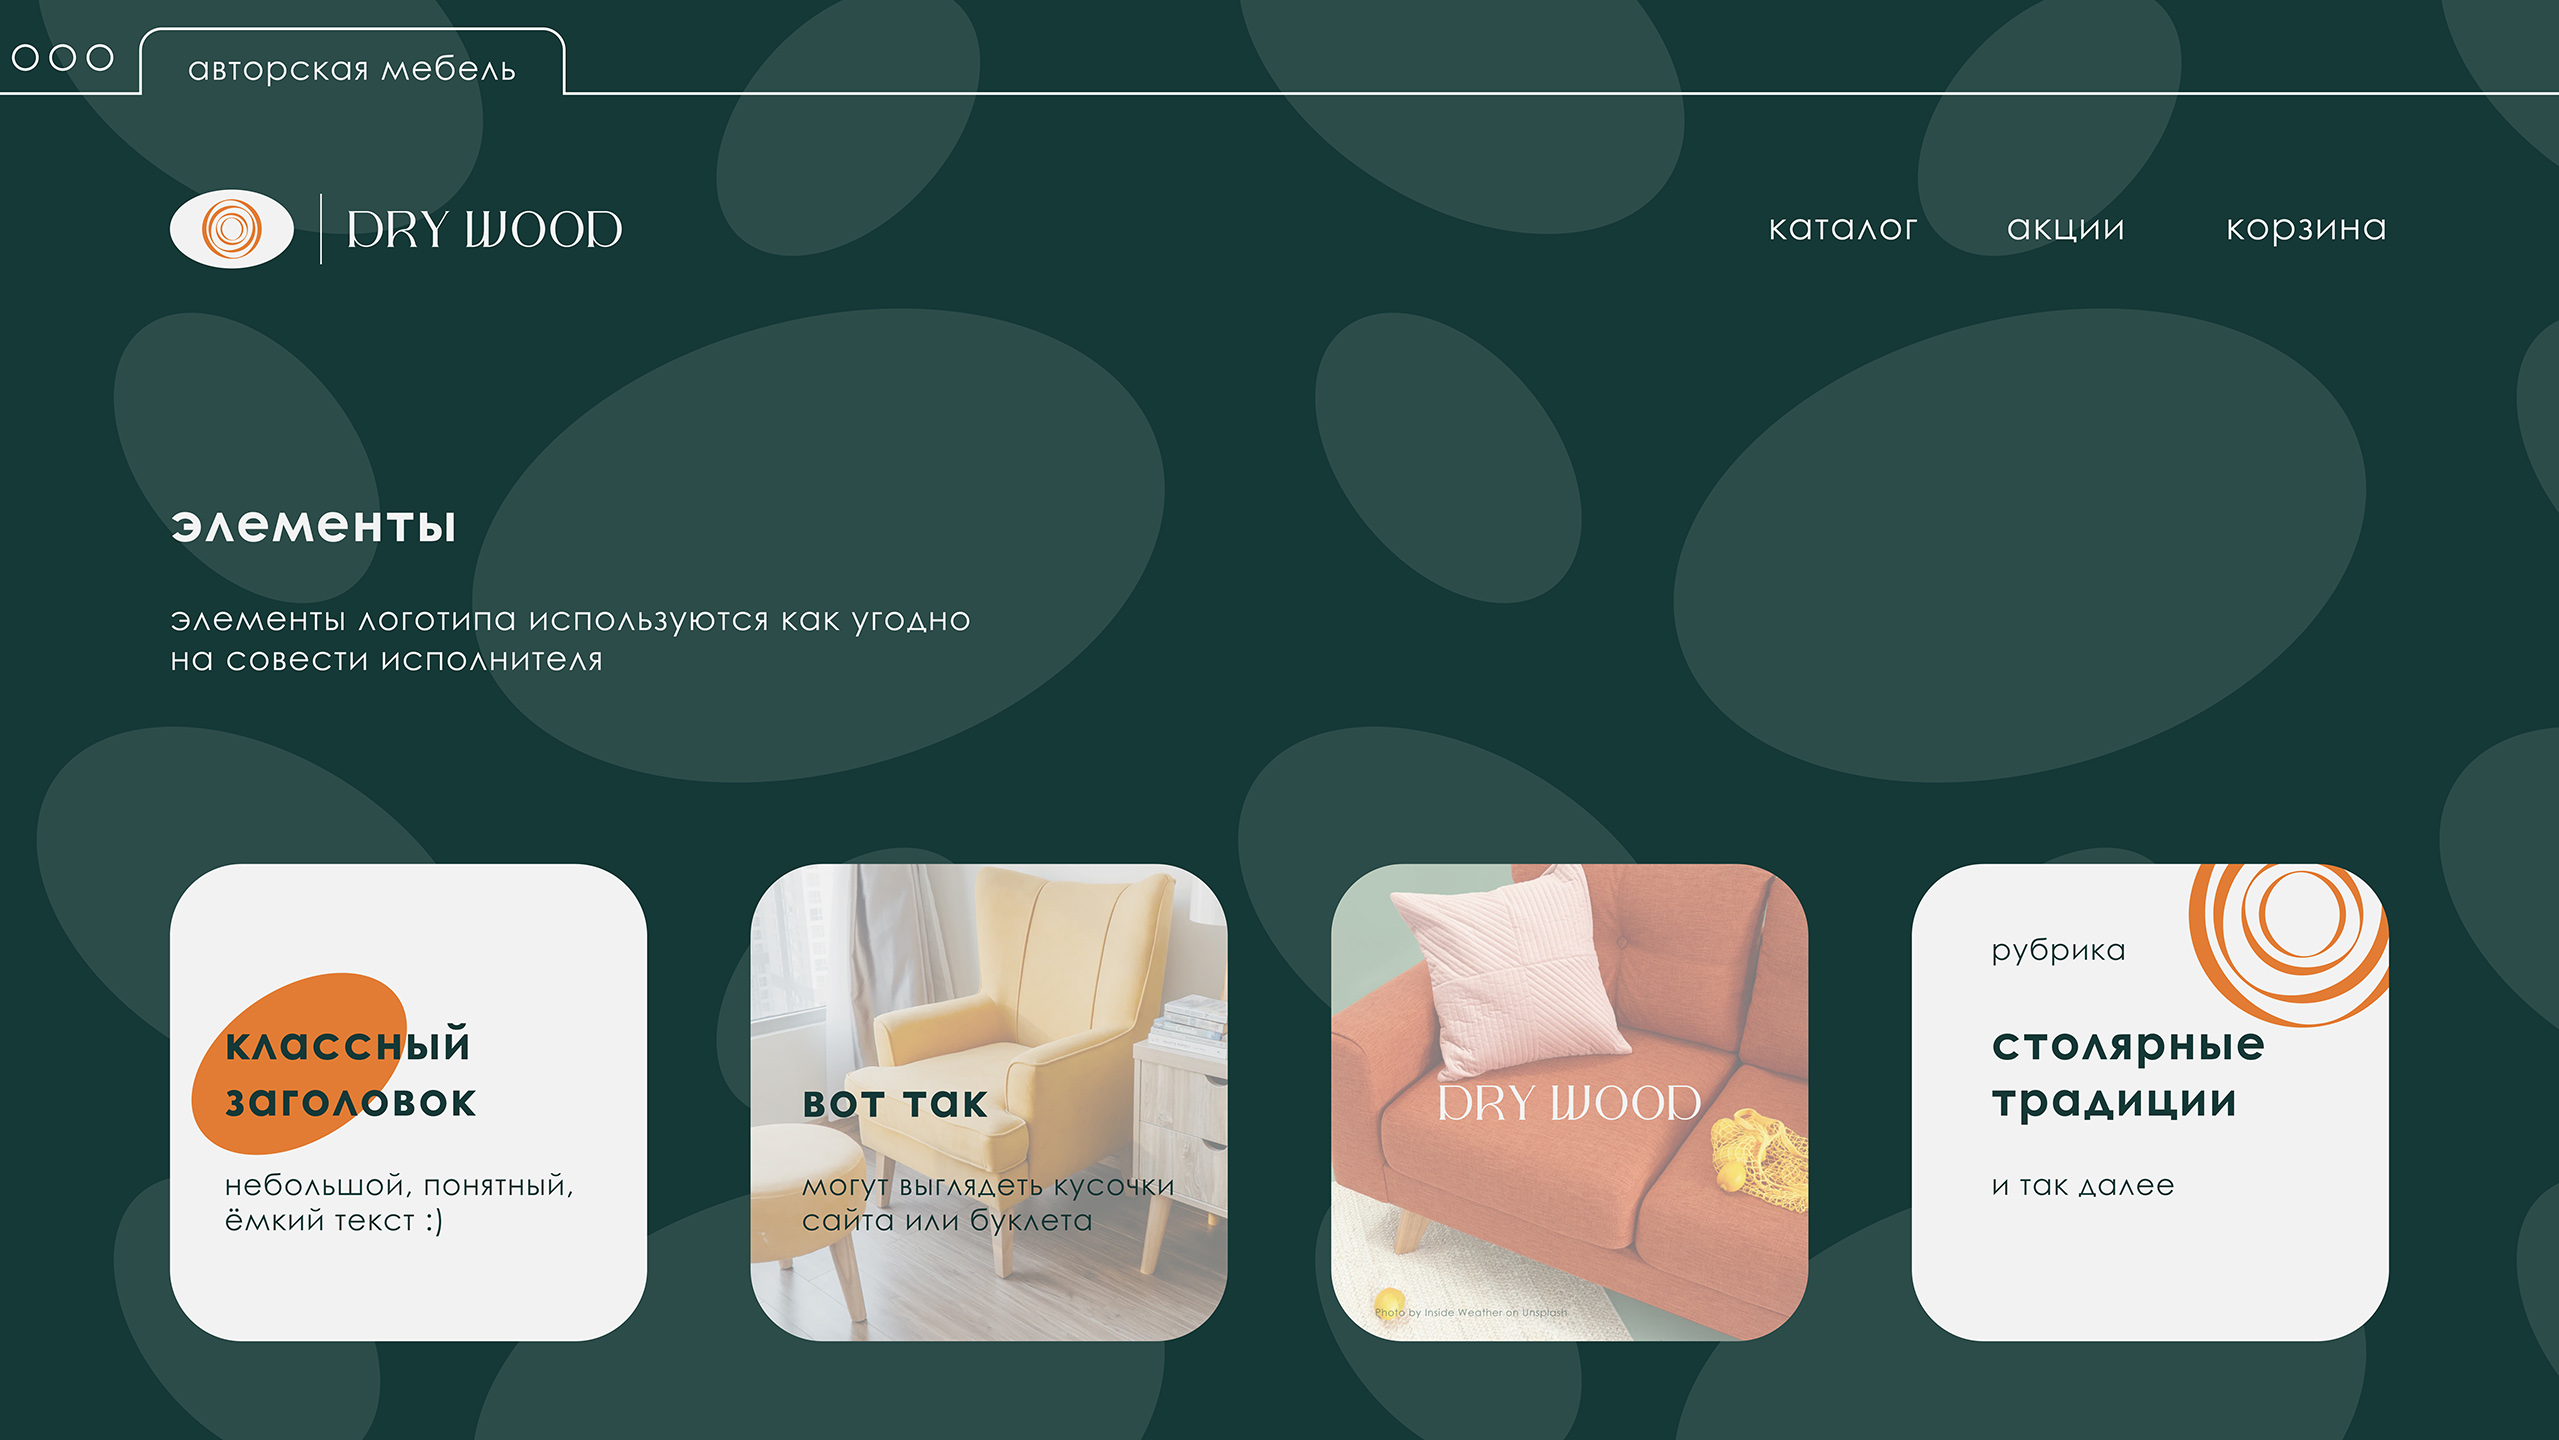 авторская мебель
DRY WOOD
каталог
акции
корзина
элементы
элементы логотипа используются как угодно
на совести исполнителя
классный
заголовок
небольшой, понятный,
ёмкий текст :)
вот так
могут выглядеть кусочки
сайта или буклета
DRY WOOD
Photo by Inside Weather on Unsplash
рубрика
столярные
традиции
и так далее